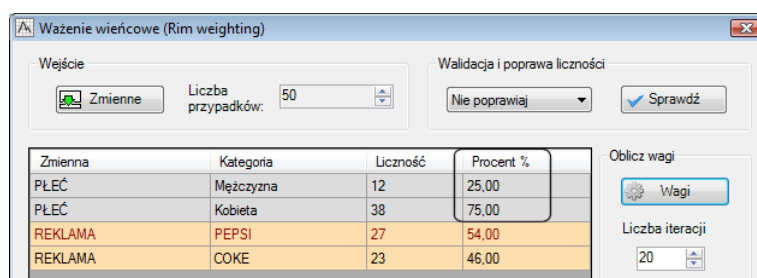 Ważenie wieńcowe (Rim weighting)
Wejście
Walidacja i poprawa liczności
Zmienne
Liczba przypadków:
50
Nie poprawiaj
Sprawdź
Zmienna Kategoria Liczność Procent %
PŁEĆ Mężczyzna 12 25,00
PŁEĆ Kobieta 38 75,00
REKLAMA PEPSI 27 54,00
REKLAMA COKE 23 46,00
Oblicz wagi
Wagi
Liczba iteracji
20